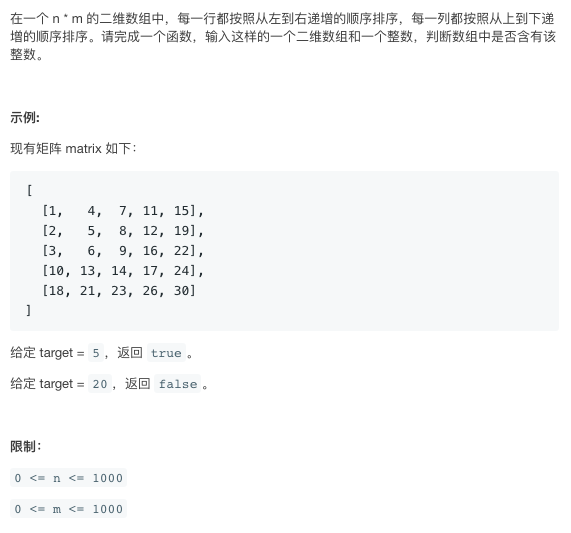 在一个 n * m 的二维数组中，每一行都按照从左到右递增的顺序排序，每一列都按照从上到下递
增的顺序排序。请完成一个函数，输入这样的一个二维数组和一个整数，判断数组中是否含有该
整数。
示例:
现有矩阵 matrix 如下：
[
[1,   4,  7, 11, 15],
[2,   5,  8, 12, 19],
[3,   6,  9, 16, 22],
[10, 13, 14, 17, 24],
[18, 21, 23, 26, 30]
]
给定 target = 5，返回 true 。
给定 target = 20，返回 false 。
限制：
0 <= n <= 1000
0 <= m <= 1000